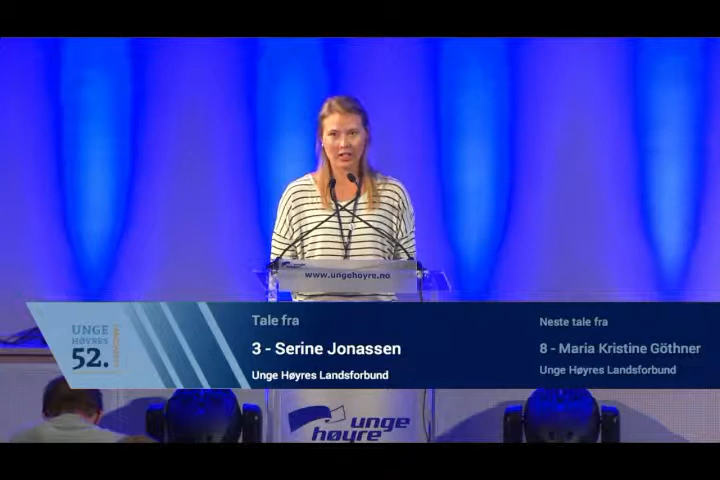 www.ungehoyre.no
UNGE
HØYRES
52.
Tale fra
3 - Serine Jonassen
Unge Høyres Landsforbund
Neste tale fra
8 - Maria Kristine Göthner
Unge Høyres Landsforbund
unge
høyre